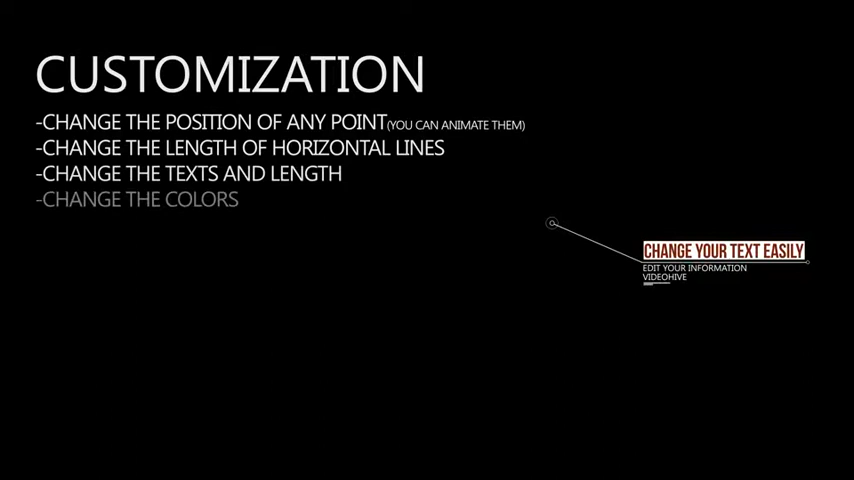 CUSTOMIZATION
-CHANGE THE POSITION OF ANY POINT(YOU CAN ANIMATE THEM)
-CHANGE THE LENGTH OF HORIZONTAL LINES
-CHANGE THE TEXTS AND LENGTH
-CHANGE THE COLORS
CHANGE YOUR TEXT EASILY
EDIT YOUR INFORMATION
VIDEOHIVE